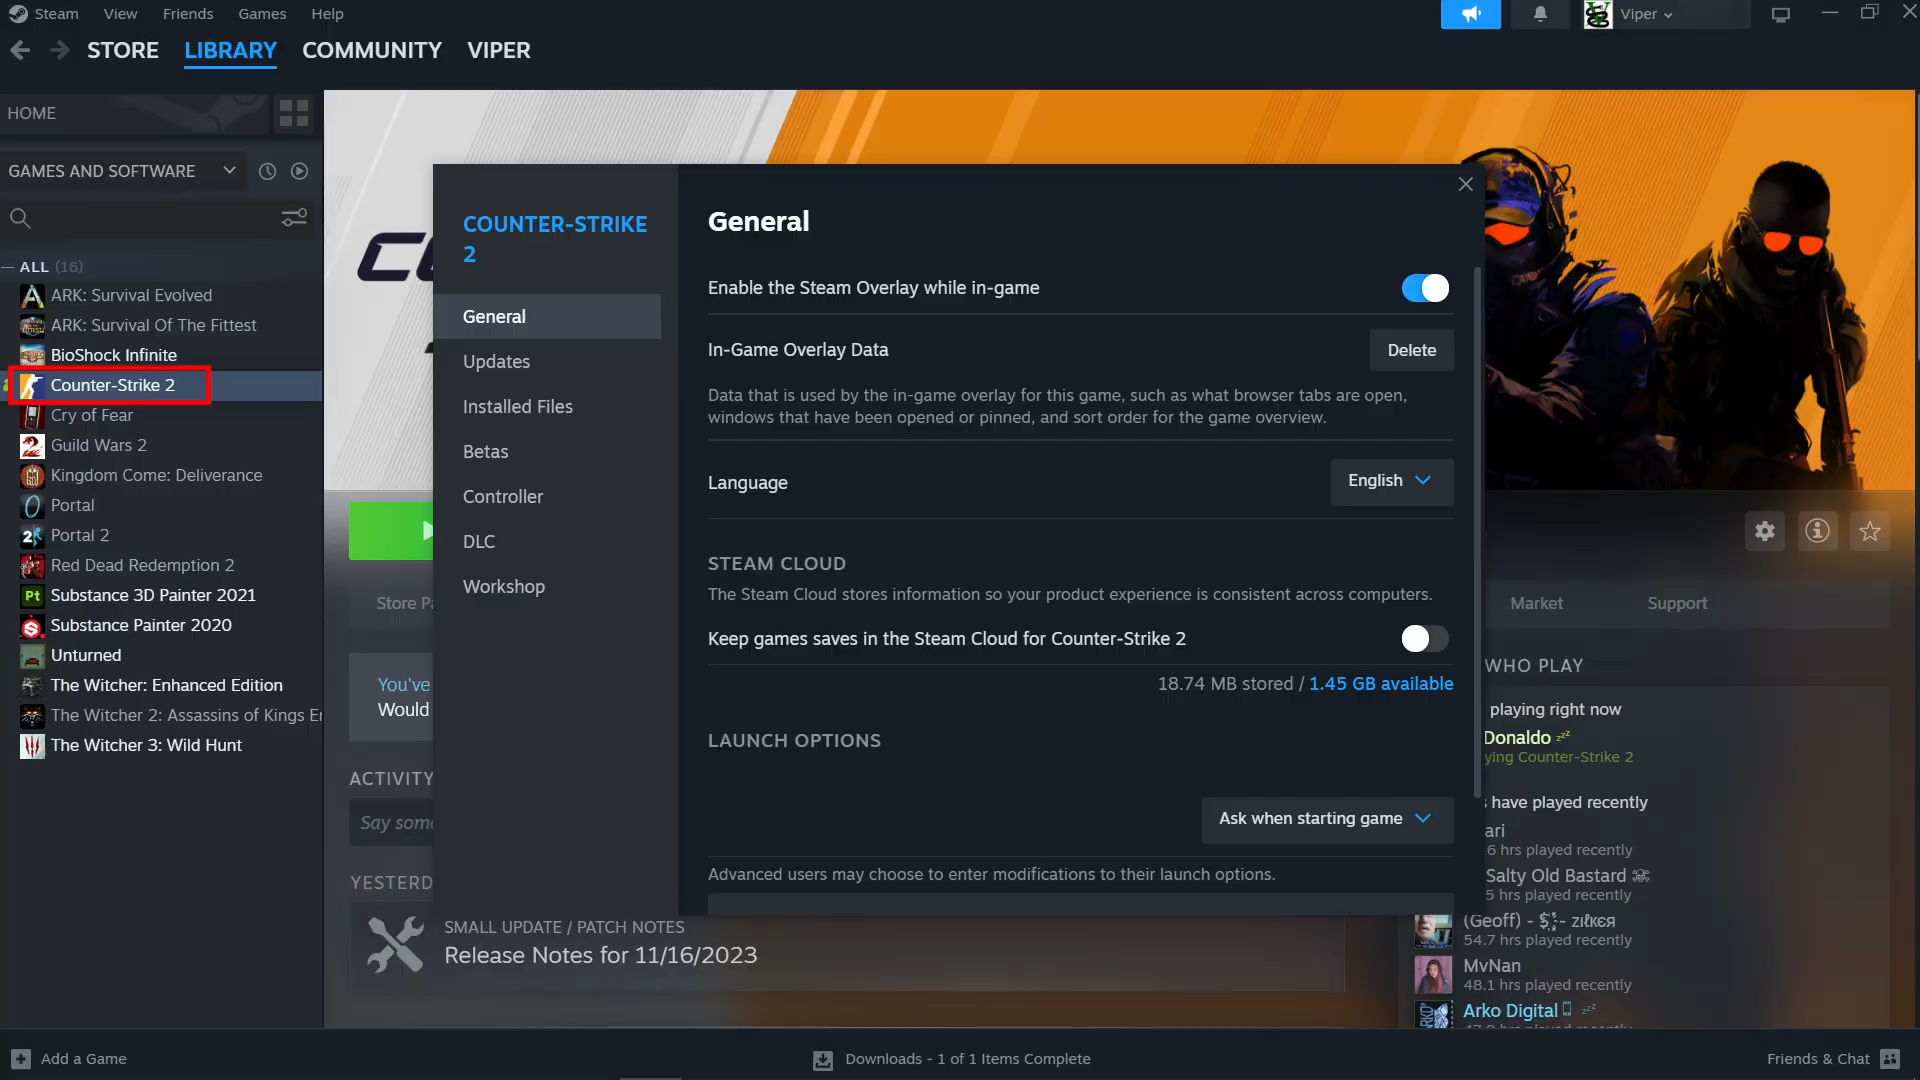 Steam View Friends Games Help
Viper
STORE LIBRARY COMMUNITY VIPER
HOME
GAMES AND SOFTWARE
ALL (16)
ARK: Survival Evolved
ARK: Survival Of The Fittest
BioShock Infinite
Counter-Strike 2
Cry of Fear
Guild Wars 2
Kingdom Come: Deliverance
Portal
Portal 2
Red Dead Redemption 2
Substance 3D Painter 2021
Substance Painter 2020
Unturned
The Witcher: Enhanced Edition
The Witcher 2: Assassins of Kings E
The Witcher 3: Wild Hunt
COUNTER-STRIKE
2
General
Updates
Installed Files
Betas
Controller
DLC
Workshop
General
Enable the Steam Overlay while in-game
In-Game Overlay Data
Delete
Data that is used by the in-game overlay for this game, such as what browser tabs are open,
windows that have been opened or pinned, and sort order for the game overview.
Language
English
STEAM CLOUD
The Steam Cloud stores information so your product experience is consistent across computers.
Keep games saves in the Steam Cloud for Counter-Strike 2
18.74 MB stored / 1.45 GB available
LAUNCH OPTIONS
Ask when starting game
Advanced users may choose to enter modifications to their launch options.
Store Pa
Market Support
You've
Would
ACTIVITY
Say some
YESTERD
SMALL UPDATE / PATCH NOTES
Release Notes for 11/16/2023
WHO PLAY
playing right now
Donaldo zzz
ying Counter-Strike 2
have played recently
ari
6 hrs played recently
Salty Old Bastard
5 hrs played recently
(Geoff)
54.7 hrs played recently
MvNan
48.1 hrs played recently
Arko Digital zzz
Add a Game
Downloads - 1 of 1 Items Complete
Friends & Chat